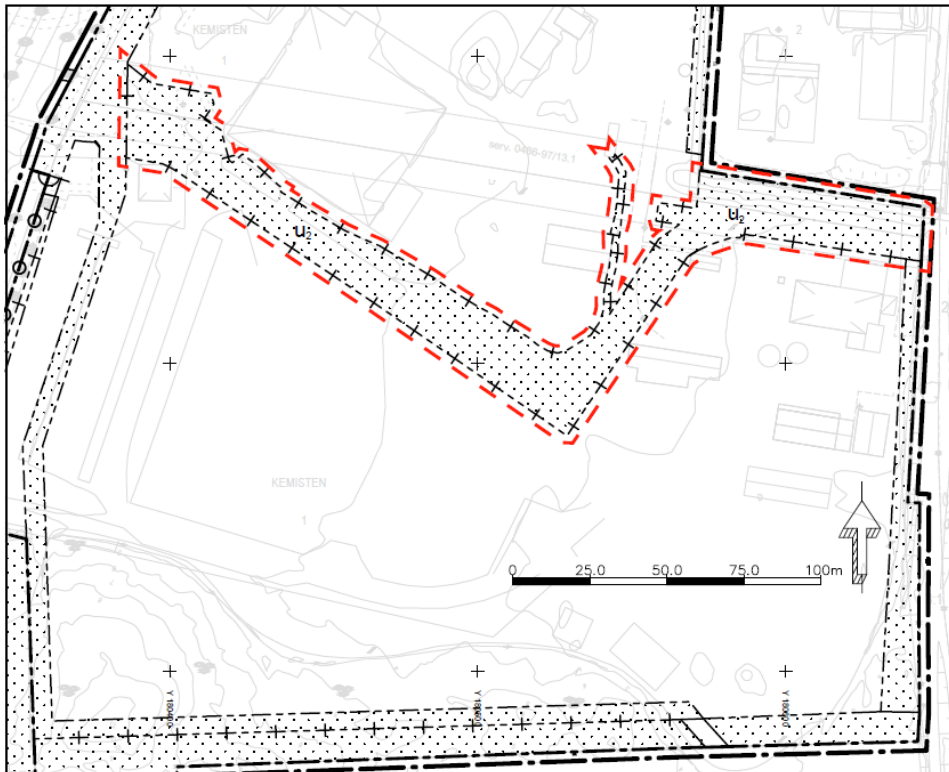 KEMISTEN
1
2
serv. 0486-97/13.1
u2
u2
KEMISTEN
1
0 25.0 50.0 75.0 100m